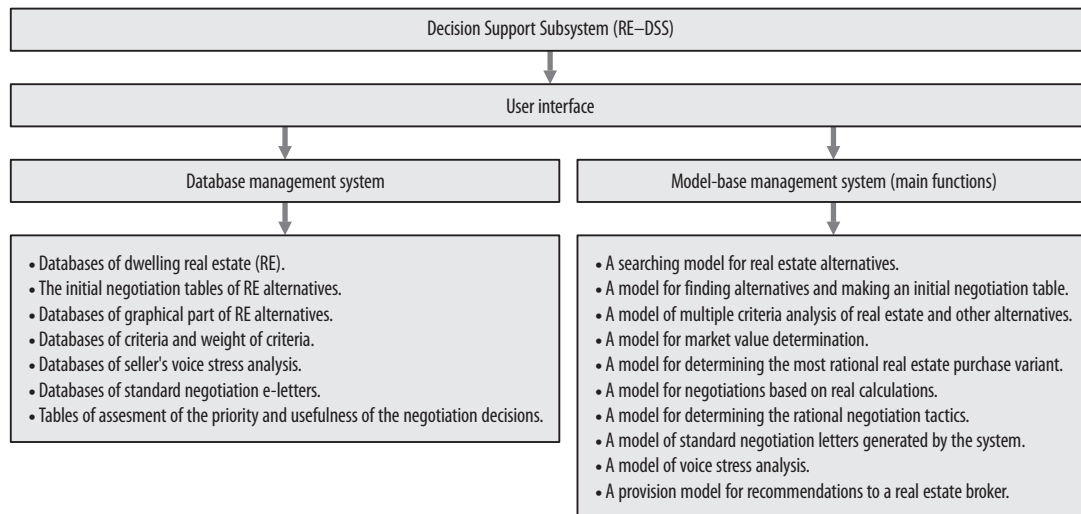 Decision Support Subsystem (RE–DSS)
User interface
Database management system
Model-base management system (main functions)
• Databases of dwelling real estate (RE).
• The initial negotiation tables of RE alternatives.
• Databases of graphical part of RE alternatives.
• Databases of criteria and weight of criteria.
• Databases of seller's voice stress analysis.
• Databases of standard negotiation e-letters.
• Tables of assesment of the priority and usefulness of the negotiation decisions.
• A searching model for real estate alternatives.
• A model for finding alternatives and making an initial negotiation table.
• A model of multiple criteria analysis of real estate and other alternatives.
• A model for market value determination.
• A model for determining the most rational real estate purchase variant.
• A model for negotiations based on real calculations.
• A model for determining the rational negotiation tactics.
• A model of standard negotiation letters generated by the system.
• A model of voice stress analysis.
• A provision model for recommendations to a real estate broker.